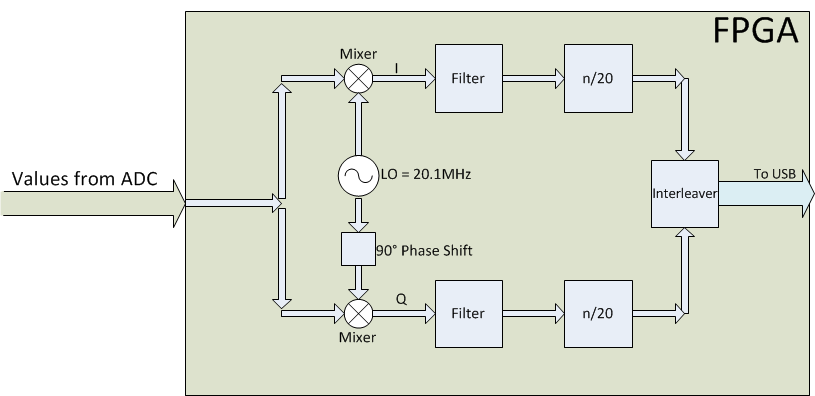 FPGA
Mixer
I
Filter
n/20
Values from ADC
LO = 20.1MHz
To USB
Interleaver
90° Phase Shift
Q
Filter
n/20
Mixer